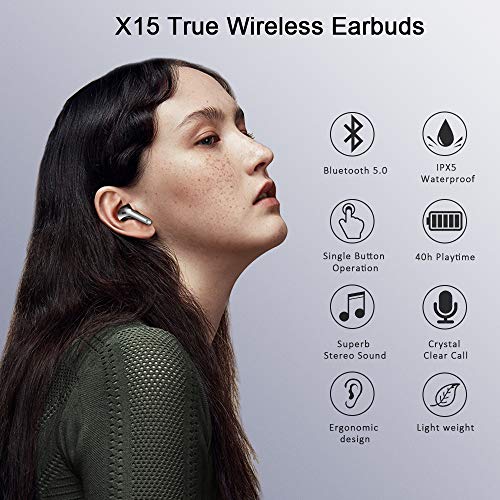 X15 True Wireless Earbuds
Bluetooth 5.0
IPX5
Waterproof
Single Button
Operation
40h Playtime
Superb
Stereo Sound
Crystal
Clear Call
Ergonomic
design
Light weight